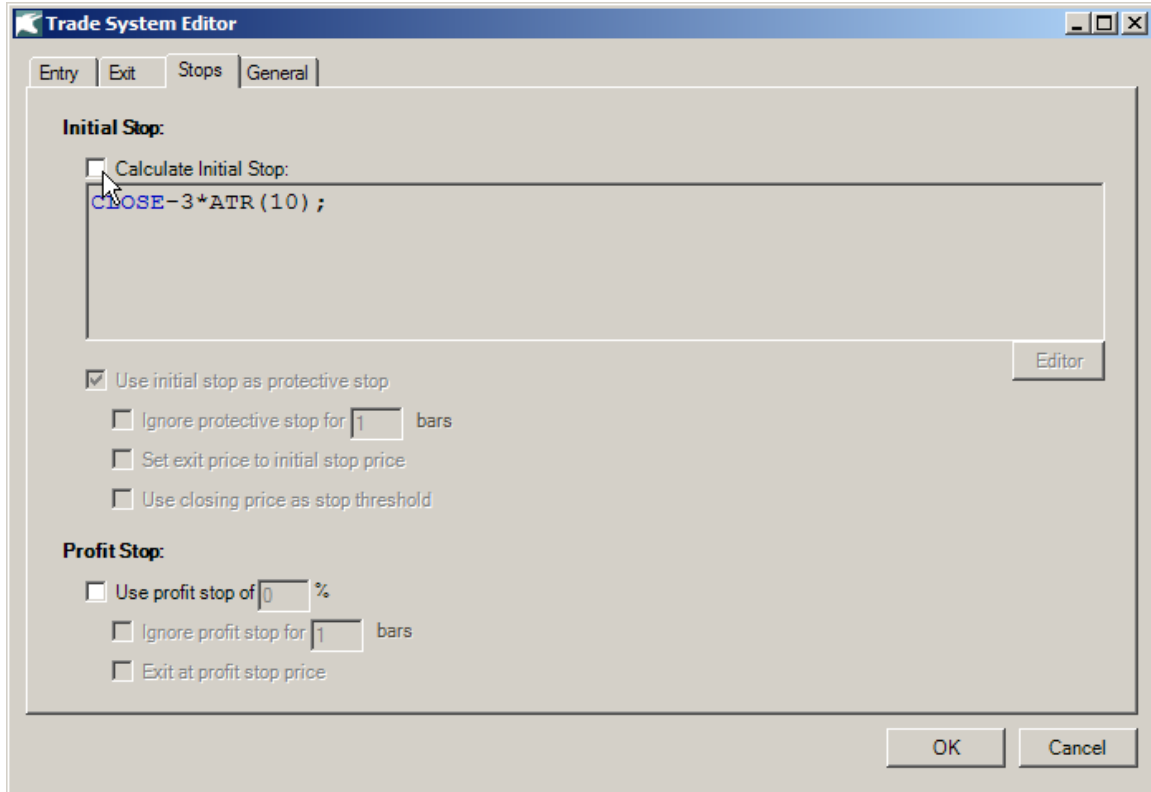 Trade System Editor
Entry Exit Stops General
Initial Stop:
Calculate Initial Stop:
CLOSE-3*ATR(10);
Editor
Use initial stop as protective stop
Ignore protective stop for 1 bars
Set exit price to initial stop price
Use closing price as stop threshold
Profit Stop:
Use profit stop of 0 %
Ignore profit stop for 1 bars
Exit at profit stop price
OK Cancel